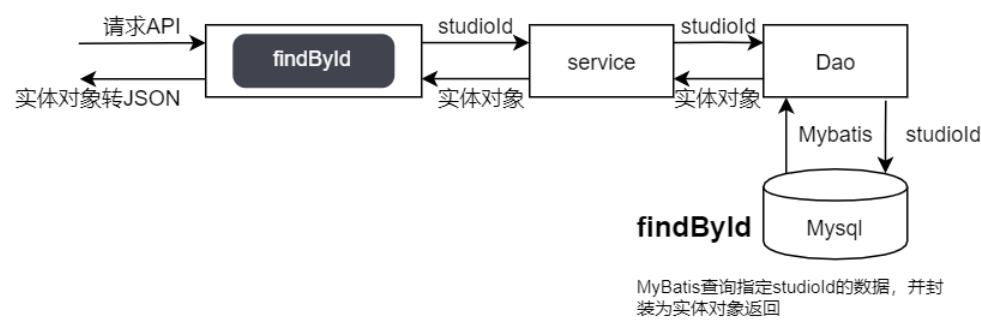 请求API
findById
studioId
service
studioId
Dao
实体对象转JSON
实体对象
实体对象
Mybatis
studioId
findById
Mysql
MyBatis查询指定studioId的数据，并封
装为实体对象返回